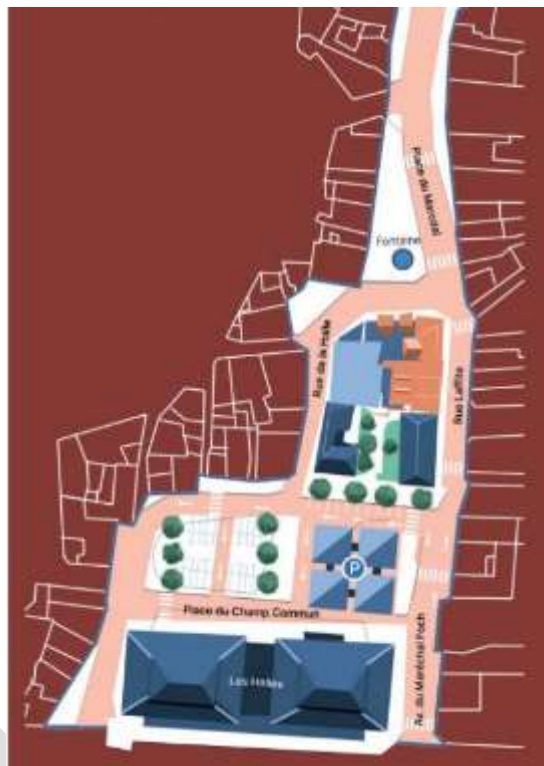 Place du Marcadal
Fontaine
Rue de la Halle
Rue Laffite
P
Place du Champ Commun
Av. du Maréchal Foch
Les Halles